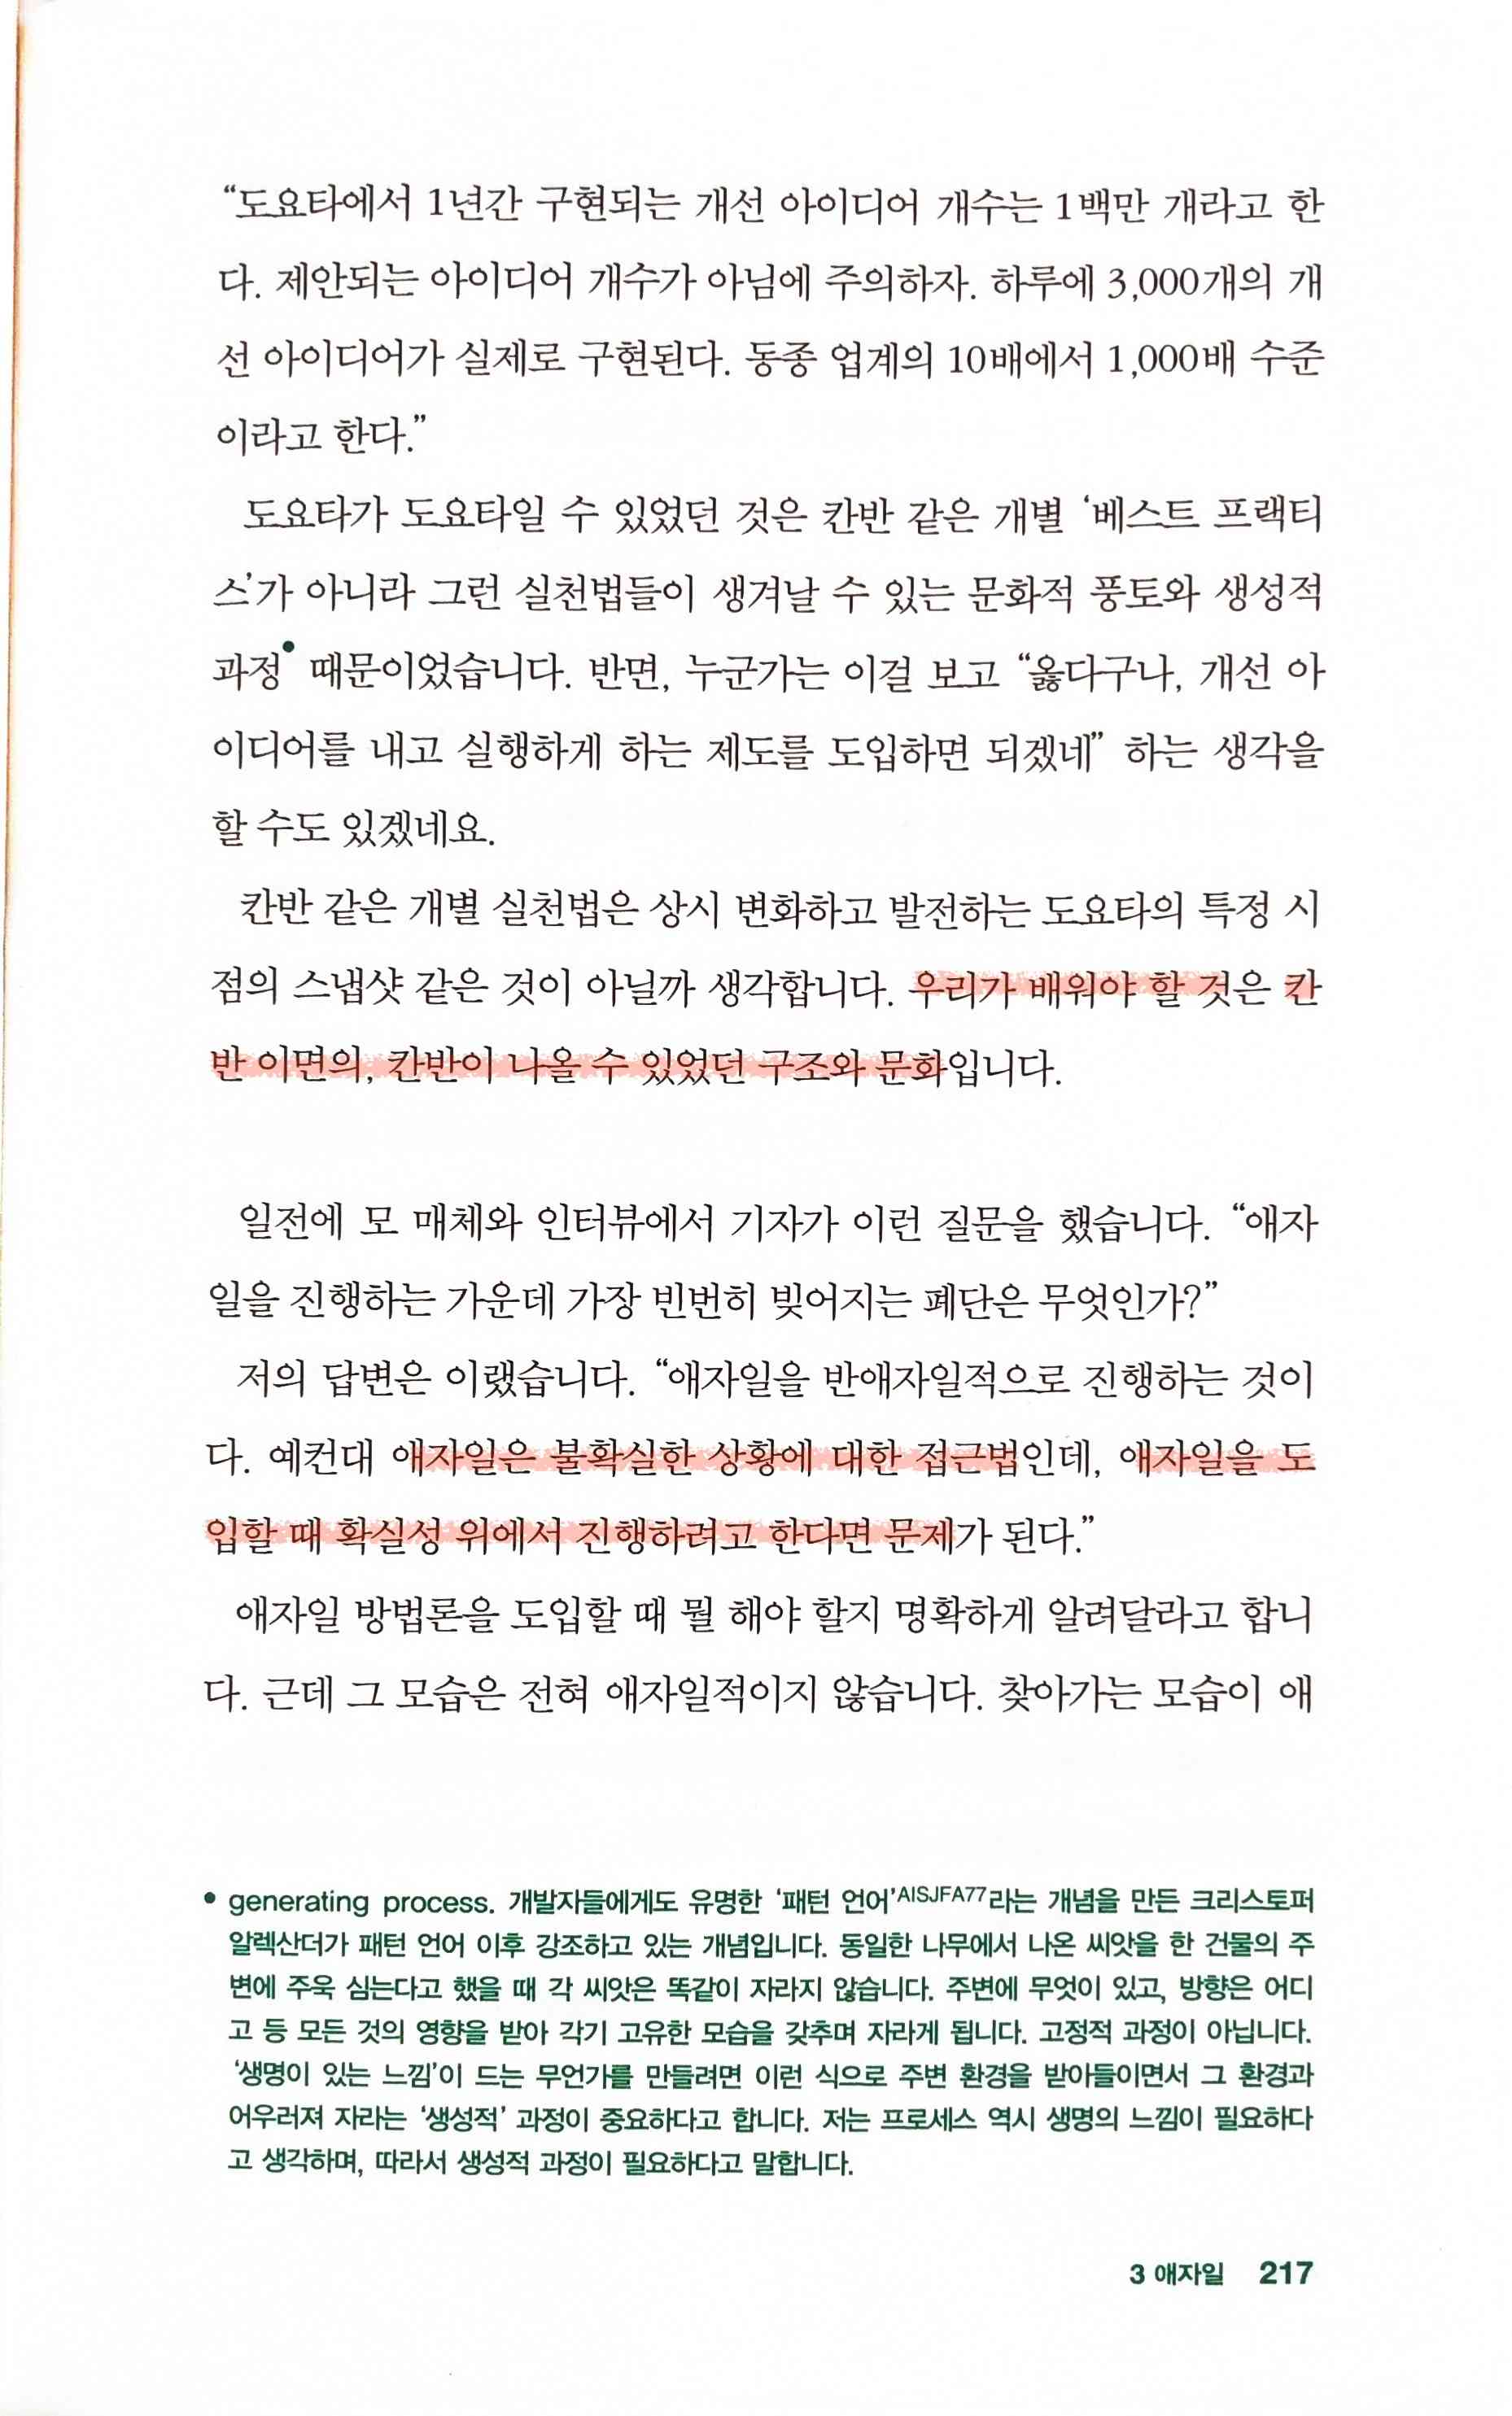 “도요타에서 1년간 구현되는 개선 아이디어 개수는 1백만 개라고 한
다. 제안되는 아이디어 개수가 아님에 주의하자. 하루에 3,000개의 개
선 아이디어가 실제로 구현된다. 동종 업계의 10배에서 1,000배 수준
이라고 한다.”
도요타가 도요타일 수 있었던 것은 칸반 같은 개별 ‘베스트 프랙티
스’가 아니라 그런 실천법들이 생겨날 수 있는 문화적 풍토와 생성적
과정• 때문이었습니다. 반면, 누군가는 이걸 보고 “옳다구나, 개선 아
이디어를 내고 실행하게 하는 제도를 도입하면 되겠네” 하는 생각을
할 수도 있겠네요.
칸반 같은 개별 실천법은 상시 변화하고 발전하는 도요타의 특정 시
점의 스냅샷 같은 것이 아닐까 생각합니다. 우리가 배워야 할 것은 칸
반 이면의, 칸반이 나올 수 있었던 구조와 문화입니다.
일전에 모 매체와 인터뷰에서 기자가 이런 질문을 했습니다. “애자
일을 진행하는 가운데 가장 빈번히 빚어지는 폐단은 무엇인가?”
저의 답변은 이랬습니다. “애자일을 반애자일적으로 진행하는 것이
다. 예컨대 애자일은 불확실한 상황에 대한 접근법인데, 애자일을 도
입할 때 확실성 위에서 진행하려고 한다면 문제가 된다.”
애자일 방법론을 도입할 때 뭘 해야 할지 명확하게 알려달라고 합니
다. 근데 그 모습은 전혀 애자일적이지 않습니다. 찾아가는 모습이 애
• generating process. 개발자들에게도 유명한 ‘패턴 언어’AISJFA77라는 개념을 만든 크리스토퍼
알렉산더가 패턴 언어 이후 강조하고 있는 개념입니다. 동일한 나무에서 나온 씨앗을 한 건물의 주
변에 주욱 심는다고 했을 때 각 씨앗은 똑같이 자라지 않습니다. 주변에 무엇이 있고, 방향은 어디
고 등 모든 것의 영향을 받아 각기 고유한 모습을 갖추며 자라게 됩니다. 고정적 과정이 아닙니다.
‘생명이 있는 느낌’이 드는 무언가를 만들려면 이런 식으로 주변 환경을 받아들이면서 그 환경과
어우러져 자라는 ‘생성적’ 과정이 중요하다고 합니다. 저는 프로세스 역시 생명의 느낌이 필요하다
고 생각하며, 따라서 생성적 과정이 필요하다고 말합니다.
3 애자일 217